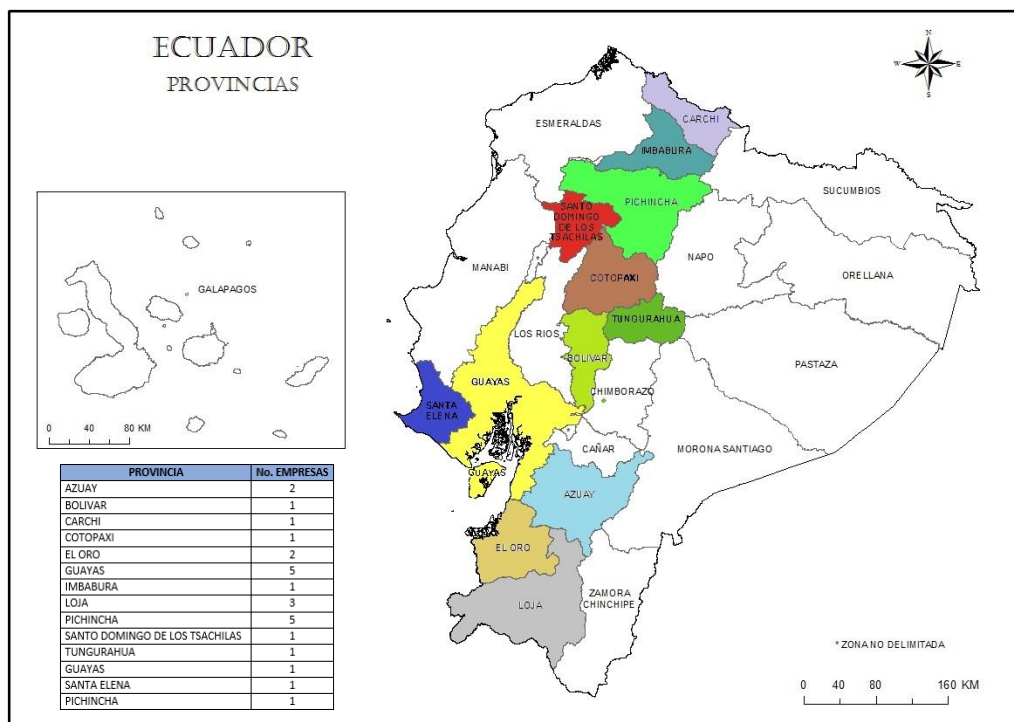 ECUADOR
PROVINCIAS
N
W
E
S
ESMERALDAS
CARCHI
IMBABURA
SUCUMBIOS
PICHINCHA
SANTO
DOMINGO
DE LOS
TSACHILAS
NAPO
ORELLANA
MANABI
COTOPAXI
GALAPAGOS
TUNGURAHUA
LOS RIOS
BOLIVAR
PASTAZA
GUAYAS
CHIMBORAZO
SANTA
ELENA
0 40 80 KM
CAÑAR
MORONA SANTIAGO
GUAYAS
AZUAY
EL ORO
LOJA
ZAMORA
CHINCHIPE
* ZONA NO DELIMITADA
0 40 80 160 KM
PROVINCIA No. EMPRESAS
AZUAY 2
BOLIVAR 1
CARCHI 1
COTOPAXI 1
EL ORO 2
GUAYAS 5
IMBABURA 1
LOJA 3
PICHINCHA 5
SANTO DOMINGO DE LOS TSACHILAS 1
TUNGURAHUA 1
GUAYAS 1
SANTA ELENA 1
PICHINCHA 1